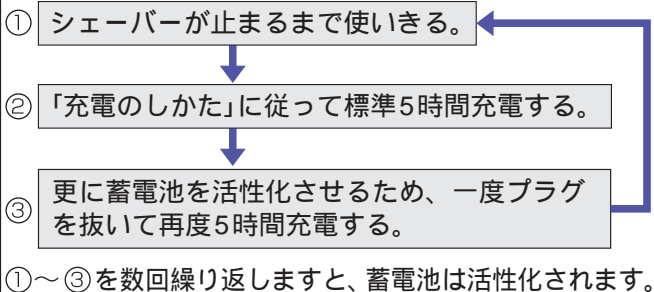 ① シェーバーが止まるまで使いきる。
② 「充電のしかた」に従って標準5時間充電する。
③ 更に蓄電池を活性化させるため、一度プラグ
を抜いて再度5時間充電する。
①〜③を数回繰り返しますと、蓄電池は活性化されます。